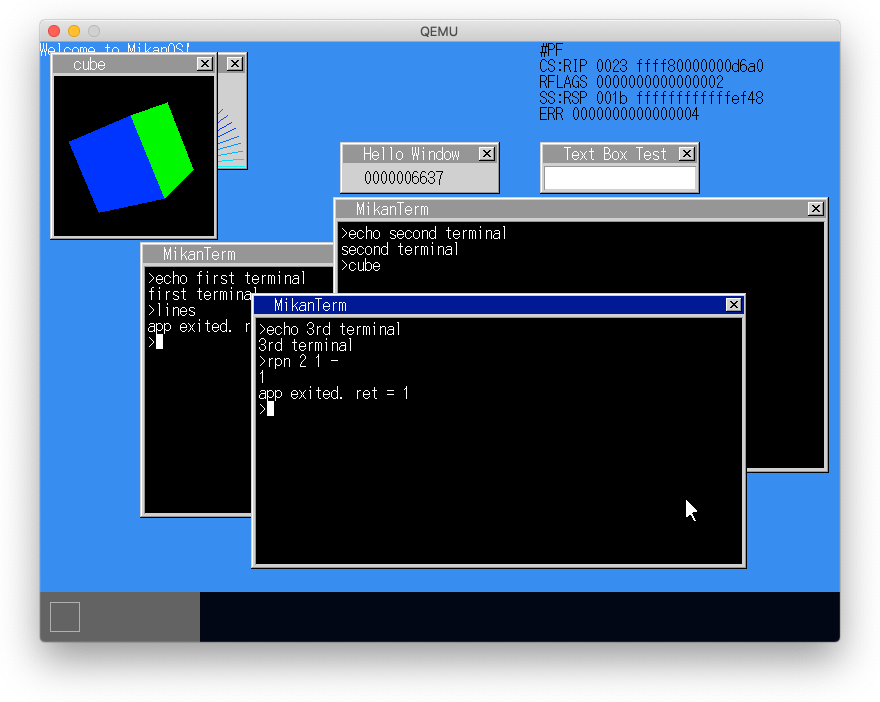 QEMU
Welcome to MikanOS!
#PF
CS:RIP 0023 ffff80000000d6a0
RFLAGS 0000000000000002
SS:RSP 001b ffffffffffffef48
ERR 0000000000000004
cube
Hello Window
0000006637
Text Box Test
MikanTerm
>echo second terminal
second terminal
>cube
MikanTerm
>echo first terminal
first terminal
>lines
app exited. r
>
MikanTerm
>echo 3rd terminal
3rd terminal
>rpn 2 1 -
1
app exited. ret = 1
>